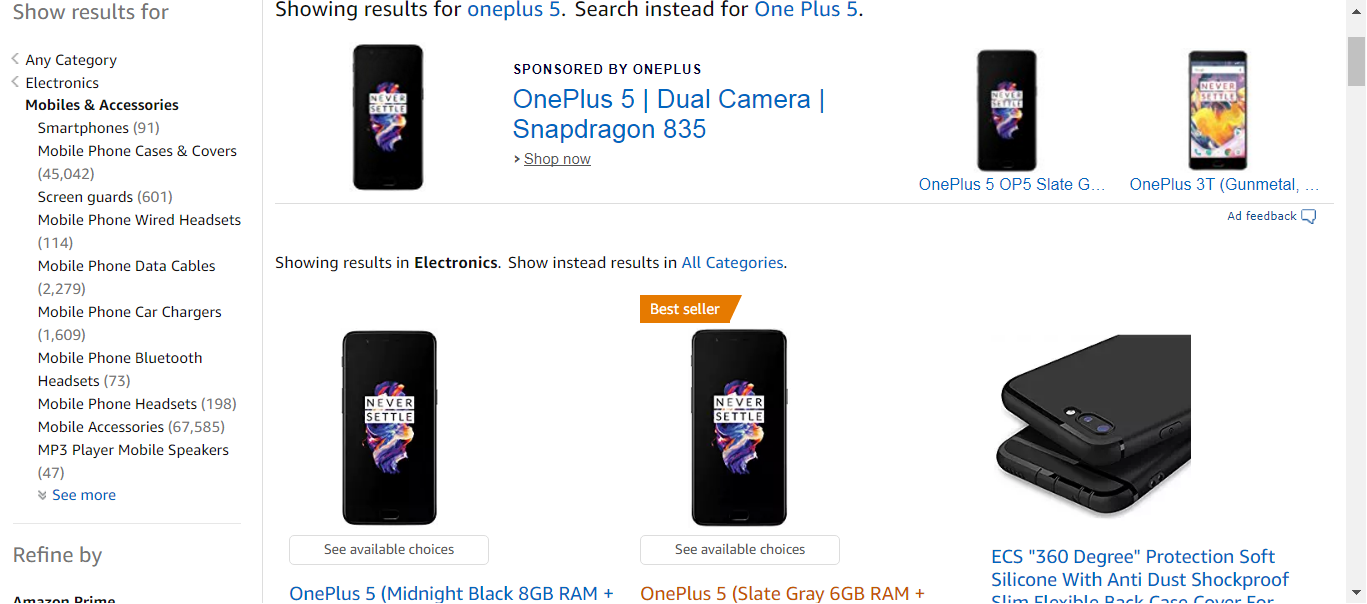 Show results for
Any Category
Electronics
Mobiles & Accessories
Smartphones (91)
Mobile Phone Cases & Covers
(45,042)
Screen guards (601)
Mobile Phone Wired Headsets
(114)
Mobile Phone Data Cables
(2,279)
Mobile Phone Car Chargers
(1,609)
Mobile Phone Bluetooth
Headsets (73)
Mobile Phone Headsets (198)
Mobile Accessories (67,585)
MP3 Player Mobile Speakers
(47)
See more
Refine by
Amazon Prime
Showing results for oneplus 5. Search instead for One Plus 5.
NEVER
SETTLE
SPONSORED BY ONEPLUS
OnePlus 5 | Dual Camera |
Snapdragon 835
Shop now
NEVER
SETTLE
OnePlus 5 OP5 Slate G...
NEVER
SETTLE
OnePlus 3T (Gunmetal, ...
Ad feedback
Showing results in Electronics. Show instead results in All Categories.
NEVER
SETTLE
See available choices
OnePlus 5 (Midnight Black 8GB RAM +
Best seller
NEVER
SETTLE
See available choices
OnePlus 5 (Slate Gray 6GB RAM +
ECS "360 Degree" Protection Soft
Silicone With Anti Dust Shockproof
Slim Flexible Back Case Cover For